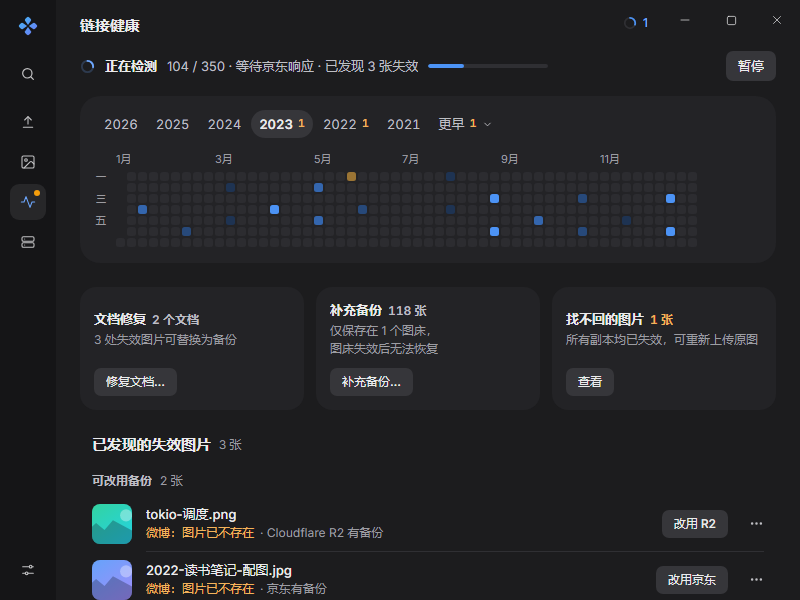 链接健康
1
正在检测 104 / 350 · 等待京东响应 · 已发现 3 张失效
暂停
2026 2025 2024 2023 1 2022 1 2021 更早 1
1月 3月 5月 7月 9月 11月
一
三
五
文档修复 2 个文档
3 处失效图片可替换为备份
修复文档...
补充备份 118 张
仅保存在 1 个图床，
图床失效后无法恢复
补充备份...
找不回的图片 1 张
所有副本均已失效，可重新上传原图
查看
已发现的失效图片 3 张
可改用备份 2 张
tokio-调度.png
微博：图片已不存在 · Cloudflare R2 有备份
改用 R2
2022-读书笔记-配图.jpg
微博：图片已不存在 · 京东有备份
改用京东